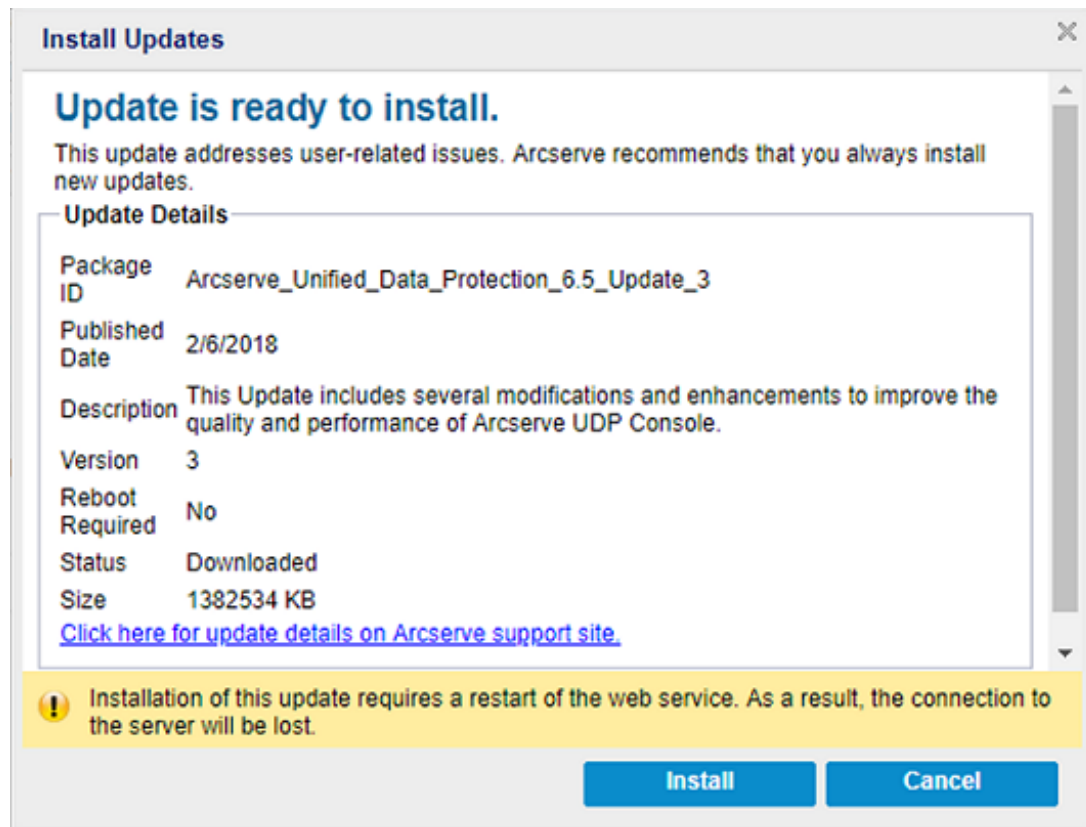 Install Updates
Update is ready to install.
This update addresses user-related issues. Arcserve recommends that you always install
new updates.
Update Details
Package
ID
Arcserve_Unified_Data_Protection_6.5_Update_3
Published
Date
2/6/2018
Description
This Update includes several modifications and enhancements to improve the
quality and performance of Arcserve UDP Console.
Version 3
Reboot
Required
No
Status Downloaded
Size 1382534 KB
Click here for update details on Arcserve support site.
Installation of this update requires a restart of the web service. As a result, the connection to
the server will be lost.
Install Cancel